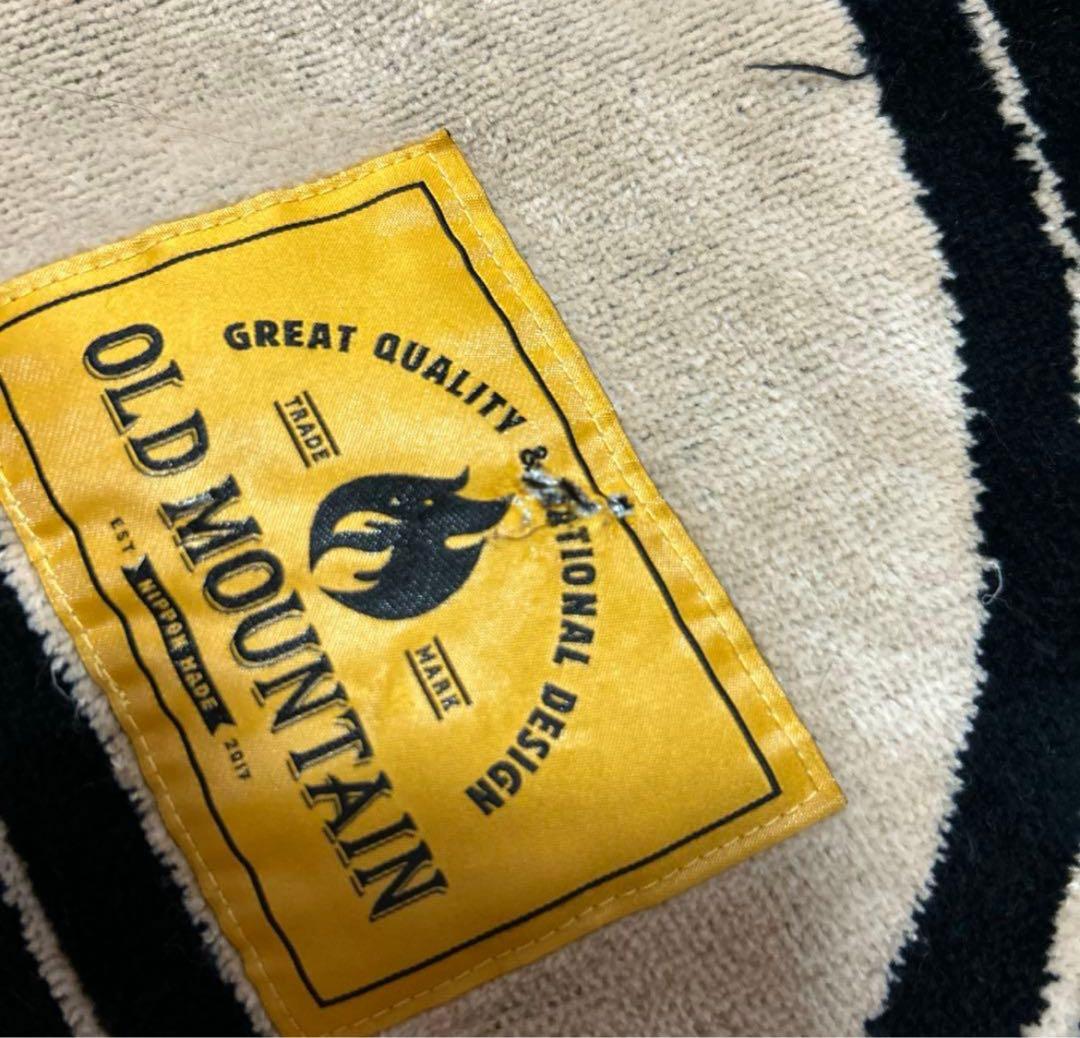 GREAT QUALITY &
DESIGN
TRADE
MARK
OLD MOUNTAIN
EST
NIPPON MADE
2017